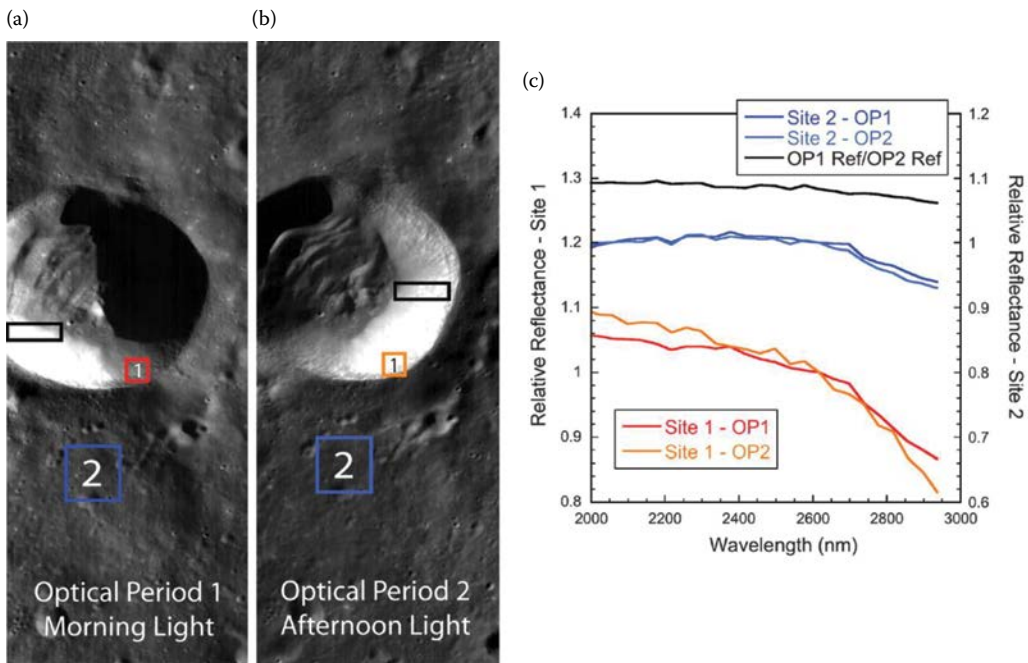 (a)
(b)
1
2
Optical Period 1
Morning Light
1
2
Optical Period 2
Afternoon Light
(c)
Site 2 - OP1
Site 2 - OP2
OP1 Ref/OP2 Ref
Site 1 - OP1
Site 1 - OP2
Relative Reflectance - Site 1
1.4
1.3
1.2
1.1
1
0.9
0.8
Relative Reflectance - Site 2
1.2
1.1
1
0.9
0.8
0.7
0.6
2000 2200 2400 2600 2800 3000
Wavelength (nm)